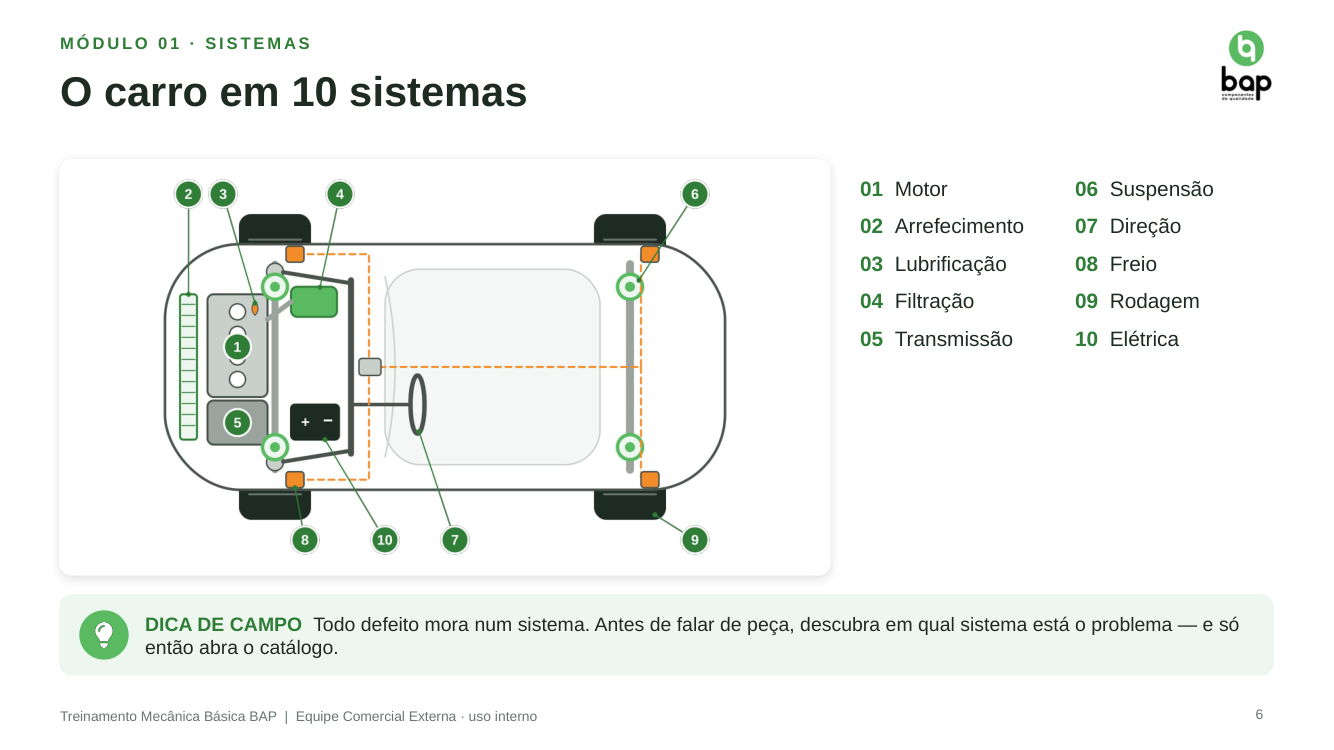 MÓDULO 01 · SISTEMAS
O carro em 10 sistemas
bap
componentes
de qualidade
2 3 4 6
1
5
+ −
8 10 7 9
01 Motor
02 Arrefecimento
03 Lubrificação
04 Filtração
05 Transmissão
06 Suspensão
07 Direção
08 Freio
09 Rodagem
10 Elétrica
DICA DE CAMPO Todo defeito mora num sistema. Antes de falar de peça, descubra em qual sistema está o problema — e só
então abra o catálogo.
Treinamento Mecânica Básica BAP | Equipe Comercial Externa · uso interno
6